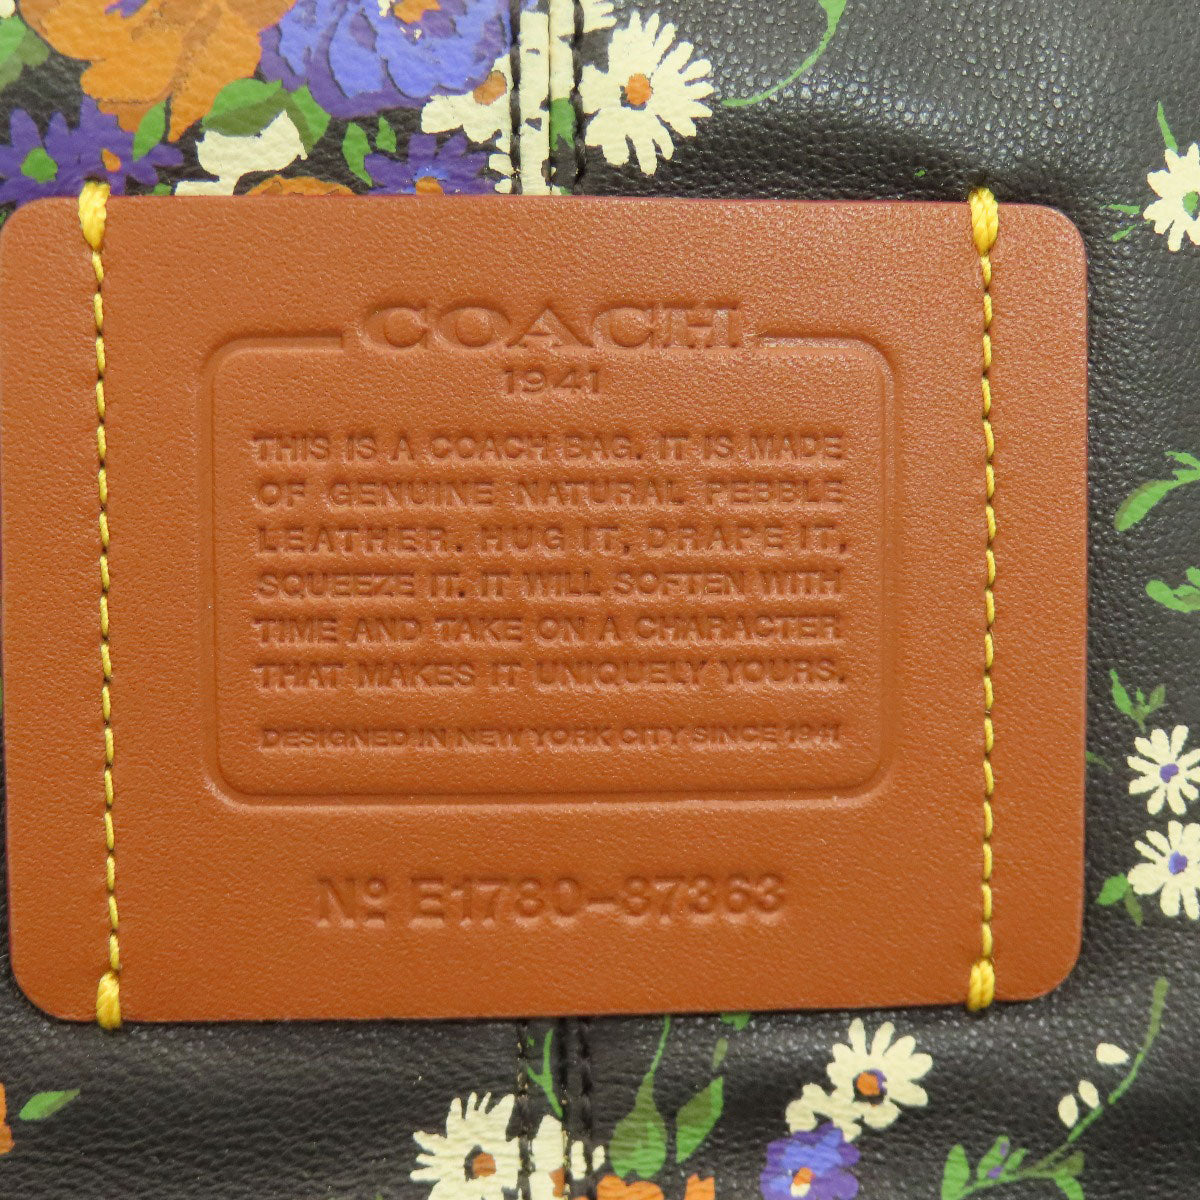 COACH
1941
THIS IS A COACH BAG. IT IS MADE
OF GENUINE NATURAL PEBBLE
LEATHER. HUG IT, DRAPE IT,
SQUEEZE IT. IT WILL SOFTEN WITH
TIME AND TAKE ON A CHARACTER
THAT MAKES IT UNIQUELY YOURS.
DESIGNED IN NEW YORK CITY SINCE 1941
Nº E1780-87363